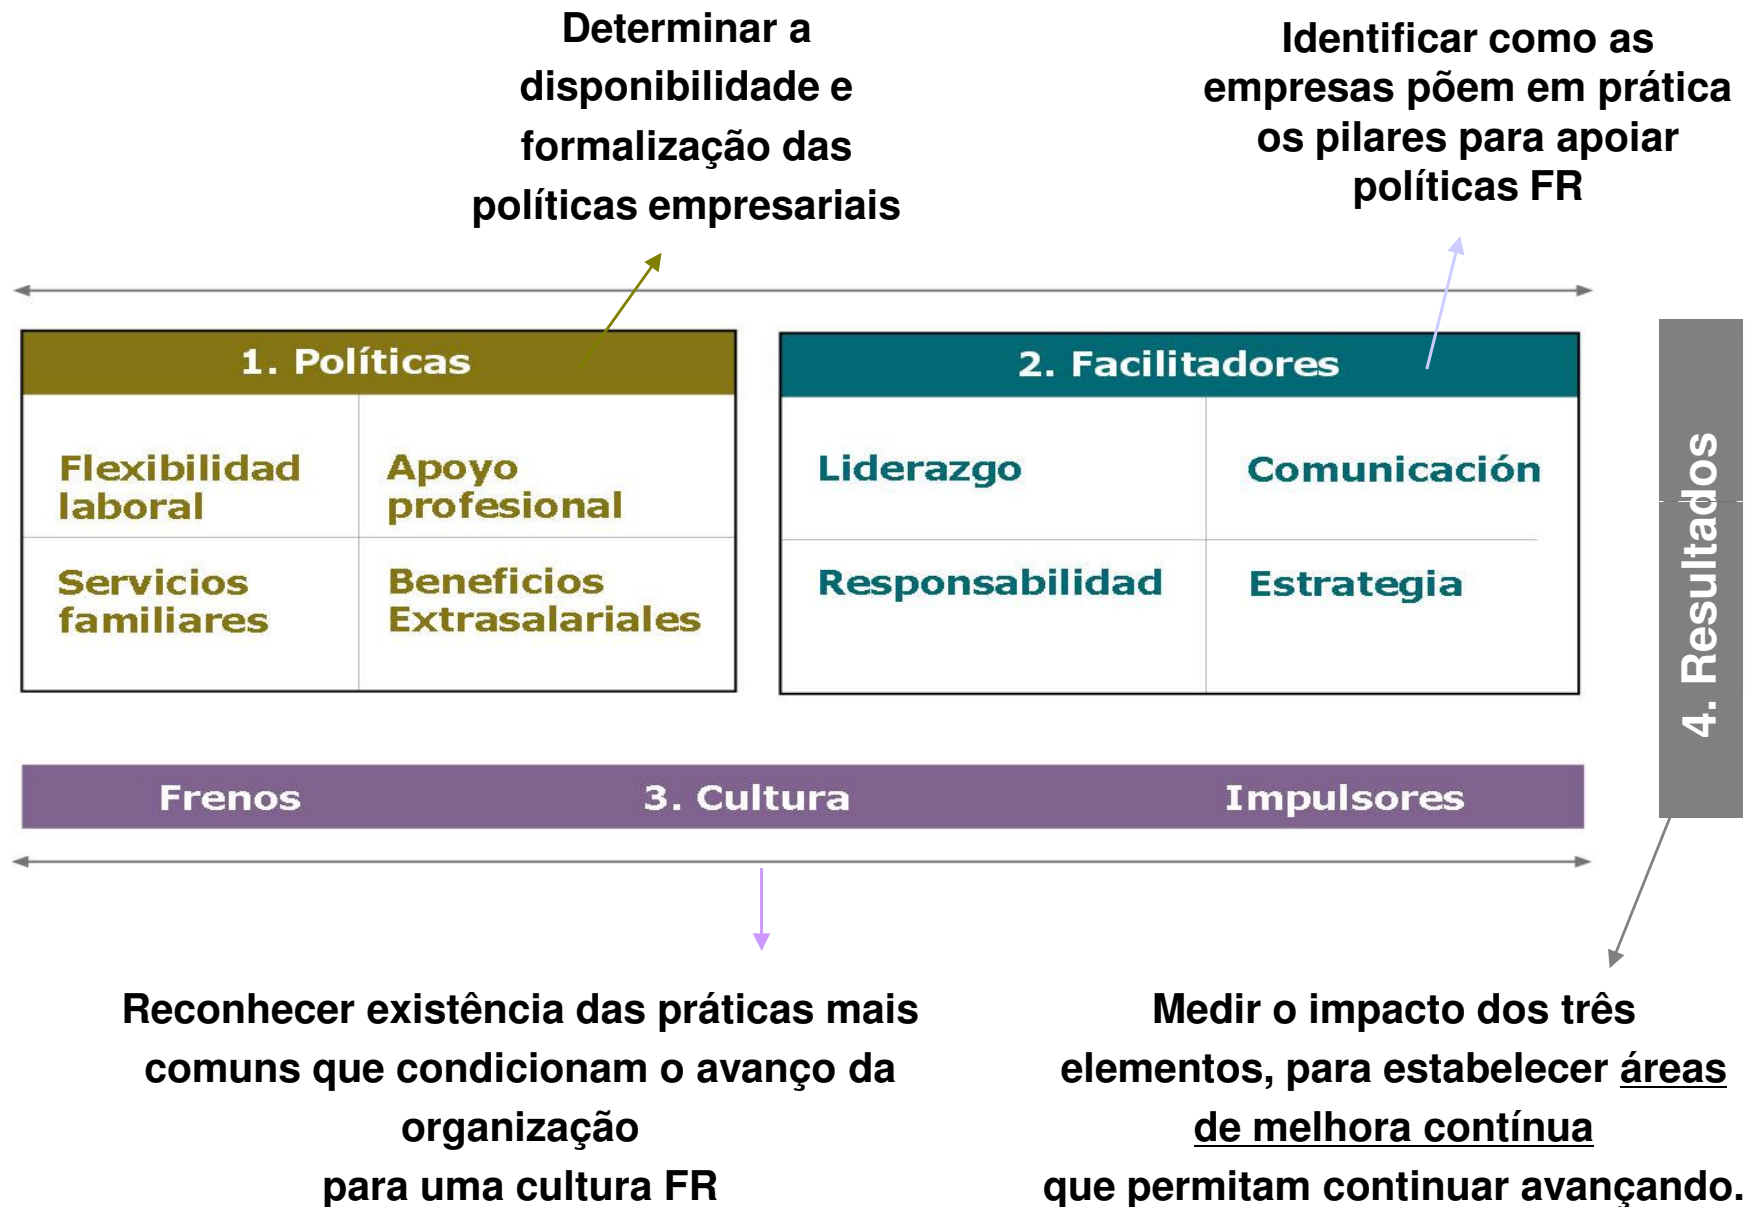 Determinar a
disponibilidade e
formalização das
políticas empresariais
Identificar como as
empresas põem em prática
os pilares para apoiar
políticas FR
1. Políticas
Flexibilidad
laboral
Apoyo
profesional
Servicios
familiares
Beneficios
Extrasalariales
2. Facilitadores
Liderazgo
Comunicación
Responsabilidad
Estrategia
4. Resultados
Frenos
3. Cultura
Impulsores
Reconhecer existência das práticas mais
comuns que condicionam o avanço da
organização
para uma cultura FR
Medir o impacto dos três
elementos, para estabelecer áreas
de melhora contínua
que permitam continuar avançando.